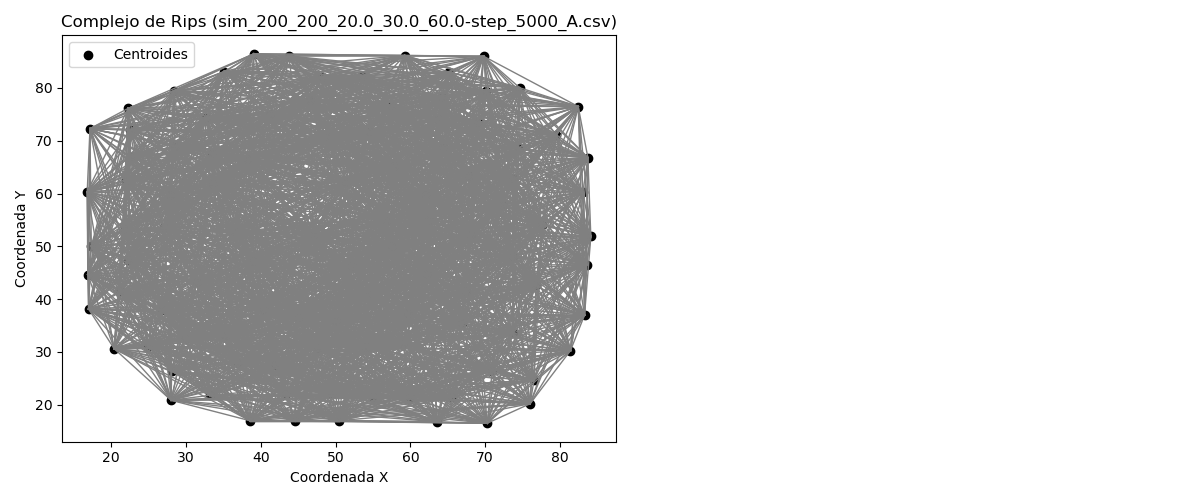 Complejo de Rips (sim_200_200_20.0_30.0_60.0-step_5000_A.csv)
Centroides
80
70
60
50
40
30
20
Coordenada Y
20 30 40 50 60 70 80
Coordenada X